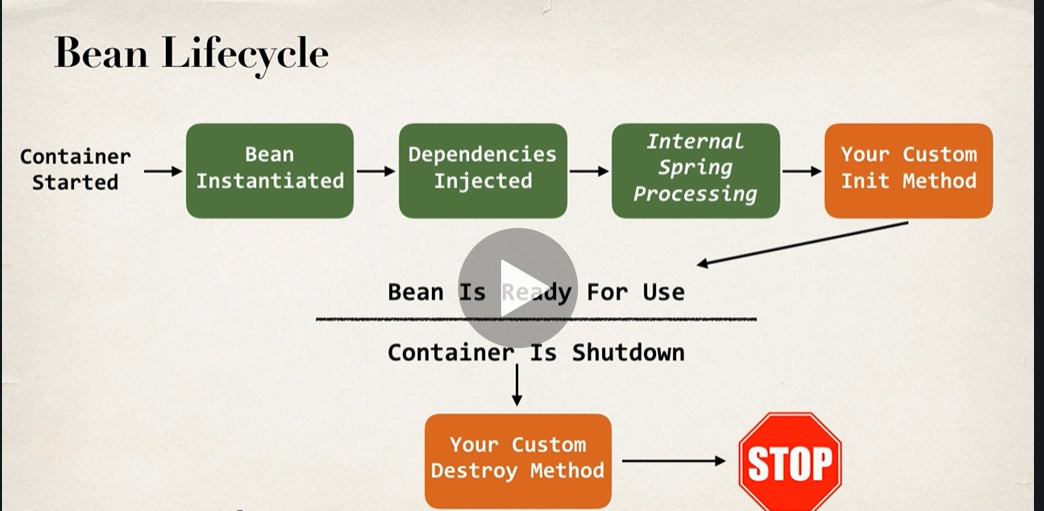 Bean Lifecycle
Container
Started
Bean
Instantiated
Dependencies
Injected
Internal
Spring
Processing
Your Custom
Init Method
Bean Is Ready For Use
Container Is Shutdown
Your Custom
Destroy Method
STOP